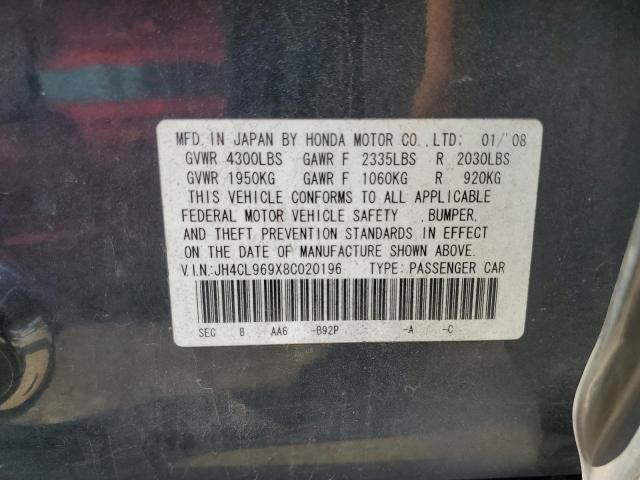 MFD. IN JAPAN BY HONDA MOTOR CO., LTD. 01/'08
GVWR 4300LBS GAWR F 2335LBS R 2030LBS
GVWR 1950KG GAWR F 1060KG R 920KG
THIS VEHICLE CONFORMS TO ALL APPLICABLE
FEDERAL MOTOR VEHICLE SAFETY ,BUMPER,
AND THEFT PREVENTION STANDARDS IN EFFECT
ON THE DATE OF MANUFACTURE SHOWN ABOVE.
V.I.N:JH4CL969X8C020196 TYPE: PASSENGER CAR
SEC 8 AA6 -B92P -A -C